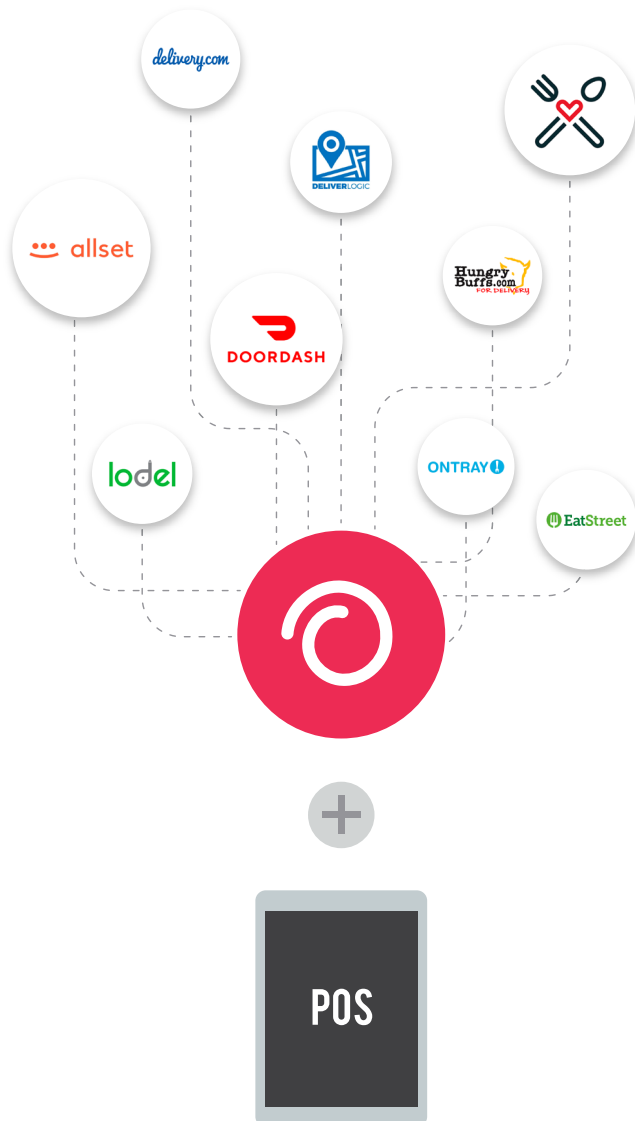 delivery.com
DELIVERLOGIC
allset
Hungry
Buffs.com
FOR DELIVERY
DOORDASH
lodel
ONTRAY
EatStreet
POS